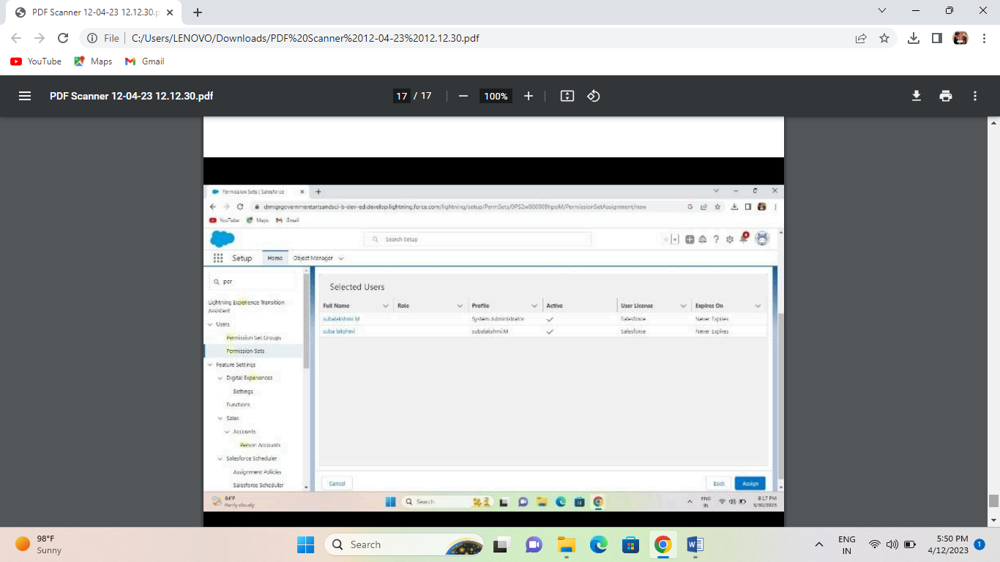 PDF Scanner 12-04-23 12.12.30.p
File C:/Users/LENOVO/Downloads/PDF%20Scanner%2012-04-23%2012.12.30.pdf
YouTube Maps Gmail
PDF Scanner 12-04-23 12.12.30.pdf 17 / 17 100%
Permission Sets | Salesforce
drmgrgovernmentartsandsci-b-dev-ed.develop.lightning.force.com/lightning/setup/PermSets/0PS2w000008hpoM/PermissionSetAssignment/new
YouTube Maps Gmail
Search Setup
Setup Home Object Manager
per
Selected Users
Lightning Experience Transition
Assistant
Full Name Role Profile Active User License Expires On
subalakshmi.M System Administrator Salesforce Never Expires
suba lakshmi subalakshmi.M Salesforce Never Expires
Users
Permission Set Groups
Permission Sets
Feature Settings
Digital Experiences
Settings
Functions
Sales
Accounts
Person Accounts
Salesforce Scheduler
Assignment Policies
Salesforce Scheduler
Cancel Back Assign
84°F
Partly cloudy
Search
ENG
IN
8:17 PM
3/30/2023
98°F
Sunny
Search
ENG
IN
5:50 PM
4/12/2023
1